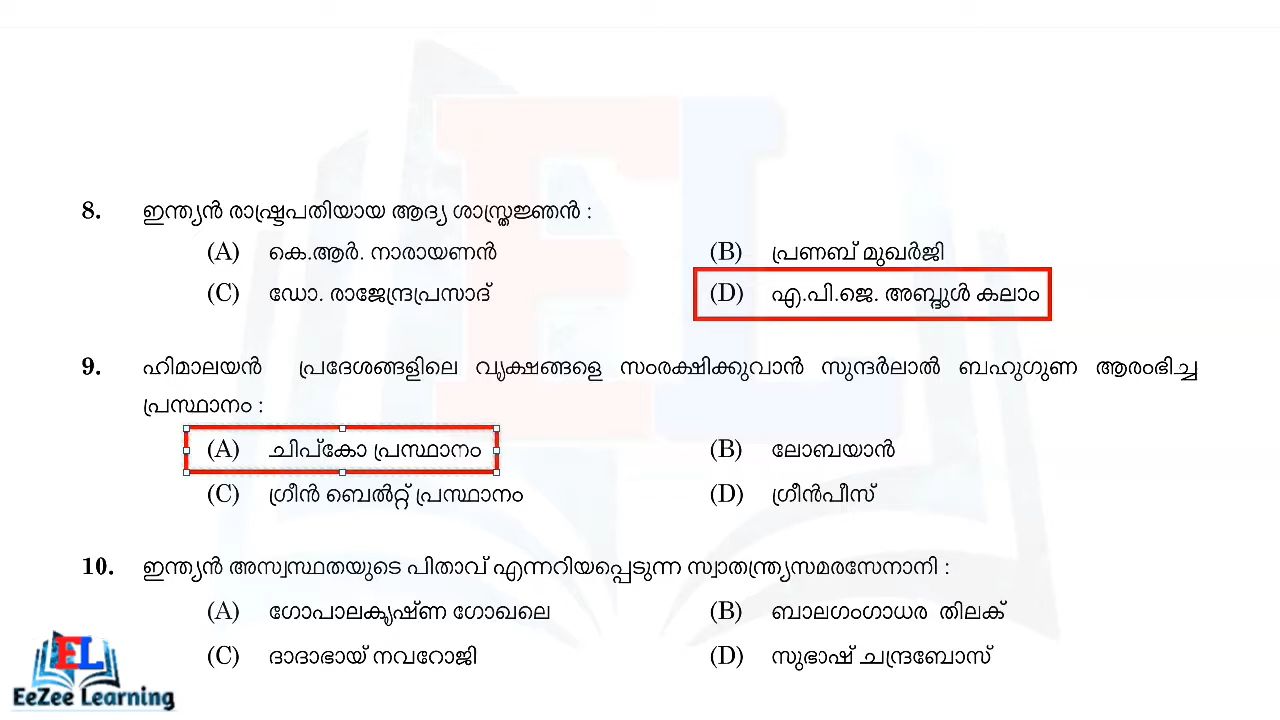 8. ഇന്ത്യൻ രാഷ്ട്രപതിയായ ആദ്യ ശാസ്ത്രജ്ഞൻ :
(A) കെ.ആർ. നാരായണൻ (B) പ്രണബ് മുഖർജി
(C) ഡോ. രാജേന്ദ്രപ്രസാദ് (D) എ.പി.ജെ. അബ്ദുൾ കലാം
9. ഹിമാലയൻ പ്രദേശങ്ങളിലെ വൃക്ഷങ്ങളെ സംരക്ഷിക്കുവാൻ സുന്ദർലാൽ ബഹുഗുണ ആരംഭിച്ച
പ്രസ്ഥാനം :
(A) ചിപ്കോ പ്രസ്ഥാനം (B) ലോബയാൻ
(C) ഗ്രീൻ ബെൽറ്റ് പ്രസ്ഥാനം (D) ഗ്രീൻപീസ്
10. ഇന്ത്യൻ അസ്വസ്ഥതയുടെ പിതാവ് എന്നറിയപ്പെടുന്ന സ്വാതന്ത്ര്യസമരസേനാനി :
(A) ഗോപാലകൃഷ്ണ ഗോഖലെ (B) ബാലഗംഗാധര തിലക്
(C) ദാദാഭായ് നവറോജി (D) സുഭാഷ് ചന്ദ്രബോസ്
EL
EeZee Learning